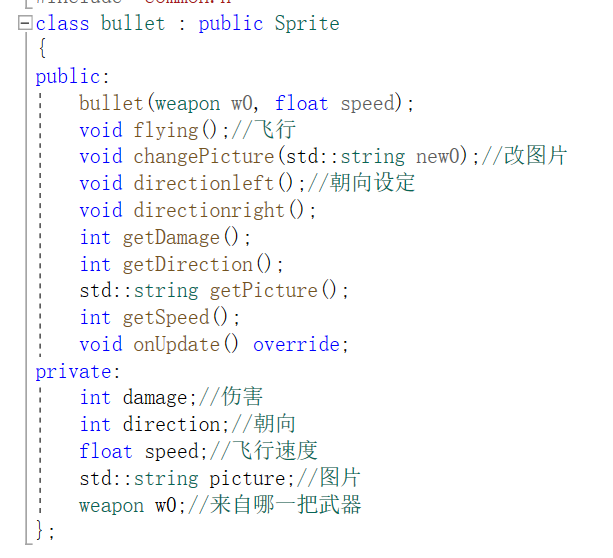 class bullet : public Sprite
{
public:
bullet(weapon w0, float speed);
void flying();//飞行
void changePicture(std::string new0);//改图片
void directionleft();//朝向设定
void directionright();
int getDamage();
int getDirection();
std::string getPicture();
int getSpeed();
void onUpdate() override;
private:
int damage;//伤害
int direction;//朝向
float speed;//飞行速度
std::string picture;//图片
weapon w0;//来自哪一把武器
};